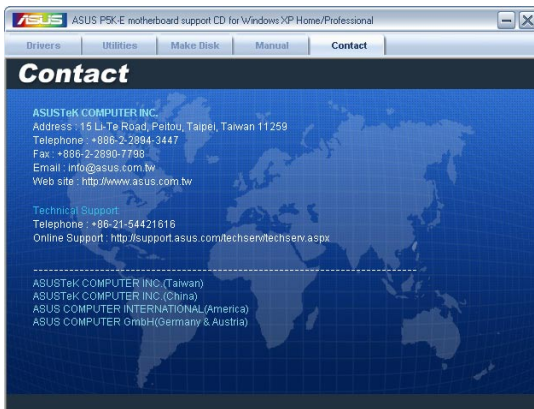 ASUS ASUS P5K-E motherboard support CD for Windows XP Home/Professional
Drivers Utilities Make Disk Manual Contact
Contact
ASUSTeK COMPUTER INC.
Address : 15 Li-Te Road, Peitou, Taipei, Taiwan 11259
Telephone : +886-2-2894-3447
Fax : +886-2-2890-7798
Email : info@asus.com.tw
Web site : http://www.asus.com.tw
Technical Support
Telephone : +86-21-54421616
Online Support : http://support.asus.com/techserv/techserv.aspx
ASUSTeK COMPUTER INC.(Taiwan)
ASUSTeK COMPUTER INC.(China)
ASUS COMPUTER INTERNATIONAL(America)
ASUS COMPUTER GmbH(Germany & Austria)